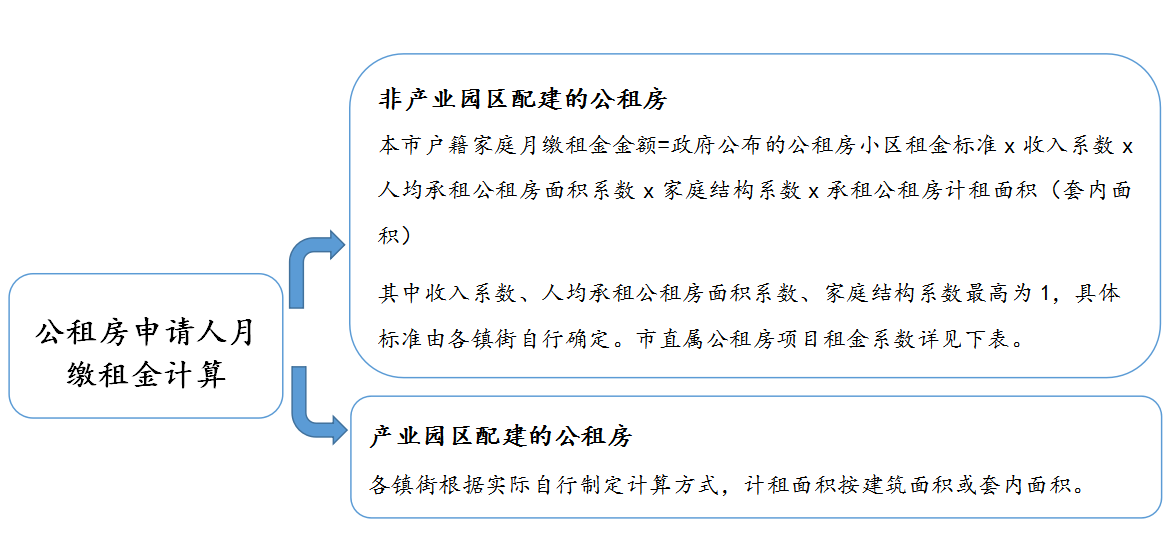 公租房申请人月
缴租金计算
非产业园区配建的公租房
本市户籍家庭月缴租金金额=政府公布的公租房小区租金标准 x 收入系数 x
人均承租公租房面积系数 x 家庭结构系数 x 承租公租房计租面积（套内面
积）
其中收入系数、人均承租公租房面积系数、家庭结构系数最高为 1，具体
标准由各镇街自行确定。市直属公租房项目租金系数详见下表。
产业园区配建的公租房
各镇街根据实际自行制定计算方式，计租面积按建筑面积或套内面积。